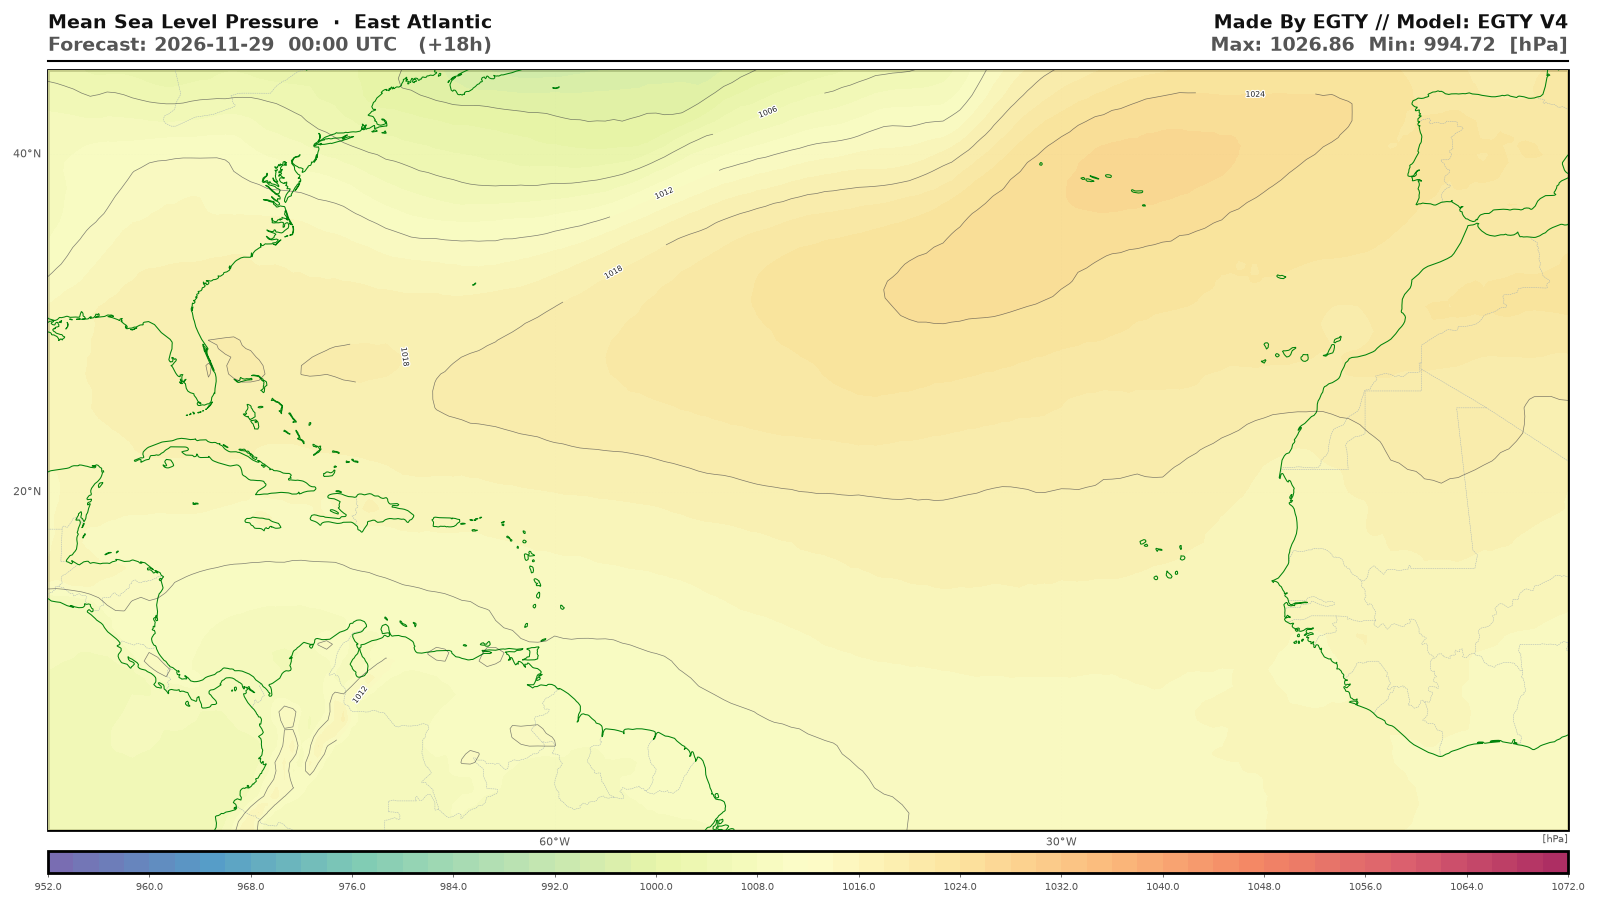 Mean Sea Level Pressure · East Atlantic
Made By EGTY // Model: EGTY V4
Forecast: 2026-11-29 00:00 UTC (+18h)
Max: 1026.86 Min: 994.72 [hPa]
1024
1006
40°N
1012
1018
1018
20°N
1012
60°W
30°W
[hPa]
952.0 960.0 968.0 976.0 984.0 992.0 1000.0 1008.0 1016.0 1024.0 1032.0 1040.0 1048.0 1056.0 1064.0 1072.0